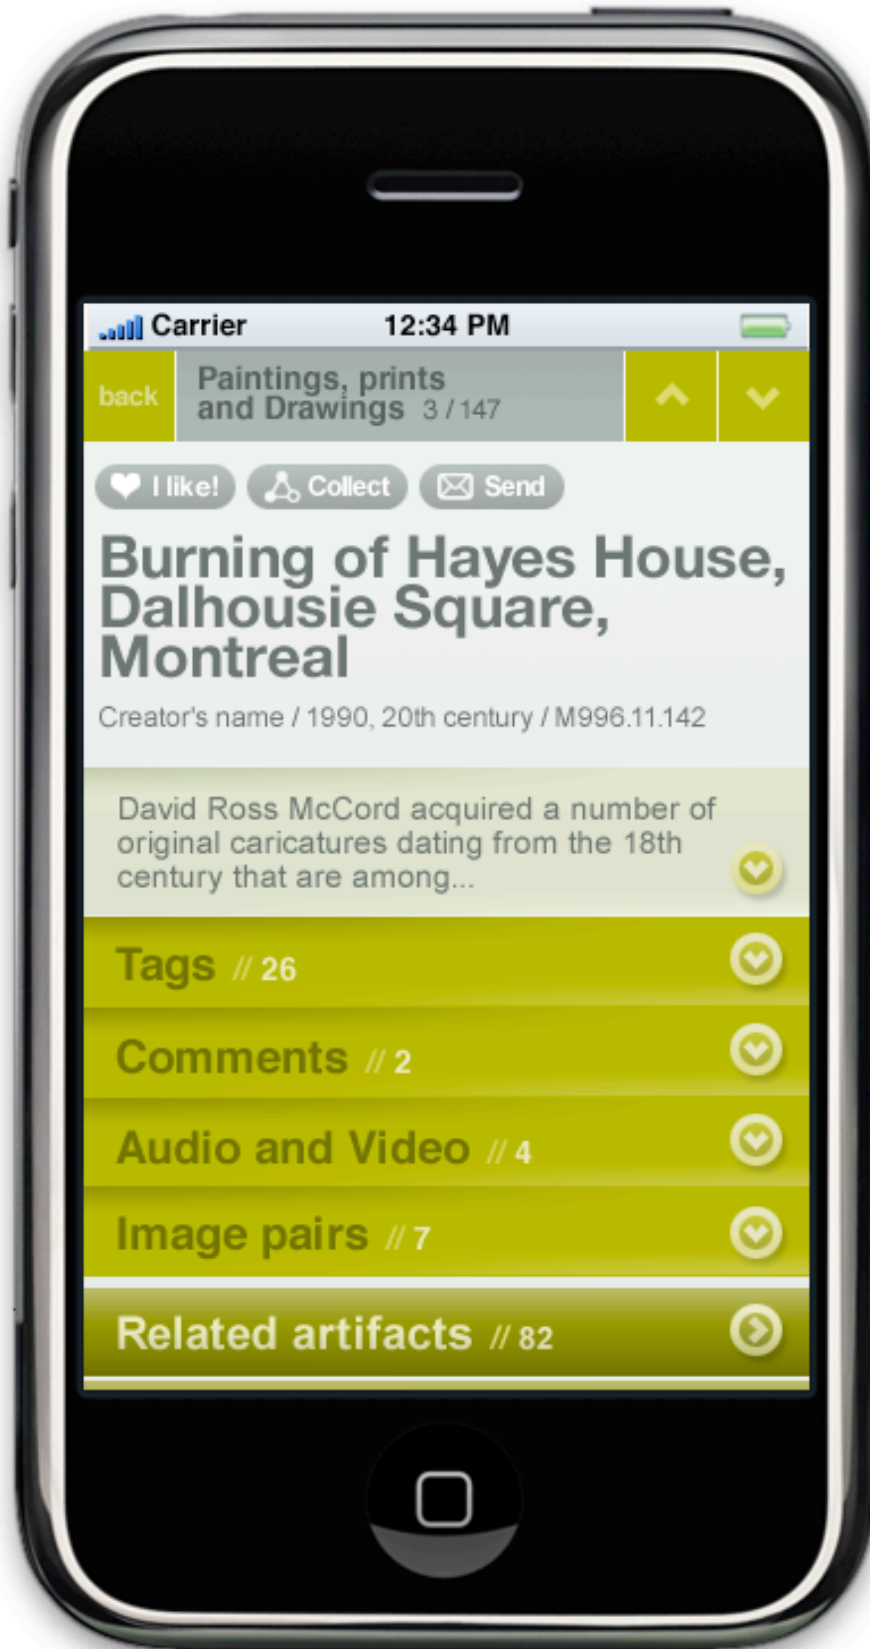 Carrier 12:34 PM
back
Paintings, prints
and Drawings 3 / 147
I like! Collect Send
Burning of Hayes House,
Dalhousie Square,
Montreal
Creator's name / 1990, 20th century / M996.11.142
David Ross McCord acquired a number of
original caricatures dating from the 18th
century that are among...
Tags // 26
Comments // 2
Audio and Video // 4
Image pairs // 7
Related artifacts // 82